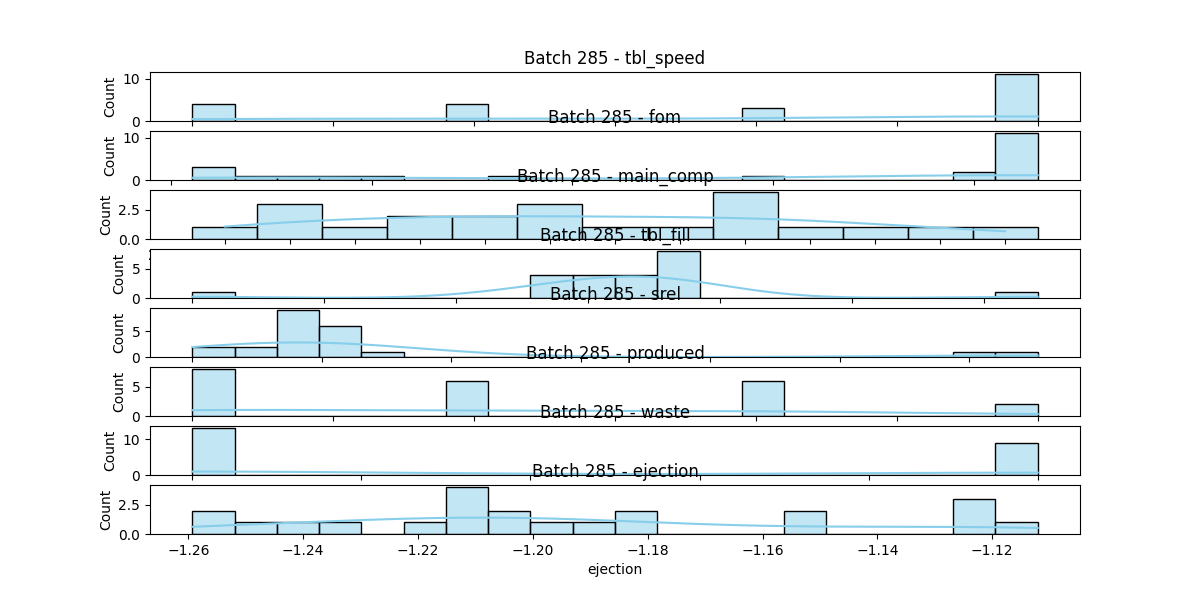 Batch 285 - tbl_speed
10
0
Count
Batch 285 - fom
10
0
Count
Batch 285 - main_comp
2.5
0.0
Count
Batch 285 - tbl_fill
5
0
Count
Batch 285 - srel
5
0
Count
Batch 285 - produced
5
0
Count
Batch 285 - waste
10
0
Count
Batch 285 - ejection
2.5
0.0
Count
−1.26 −1.24 −1.22 −1.20 −1.18 −1.16 −1.14 −1.12
ejection